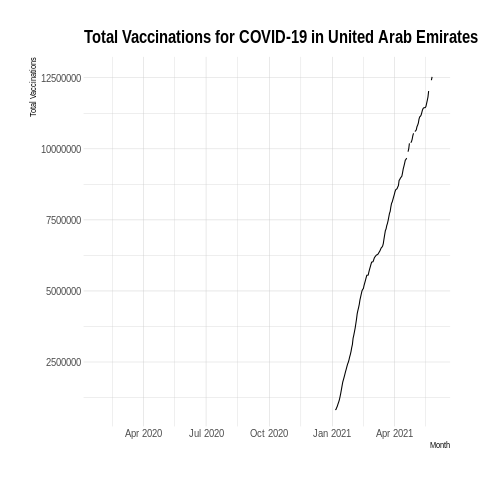 Total Vaccinations for COVID-19 in United Arab Emirates
Total Vaccinations
12500000
10000000
7500000
5000000
2500000
Apr 2020 Jul 2020 Oct 2020 Jan 2021 Apr 2021
Month